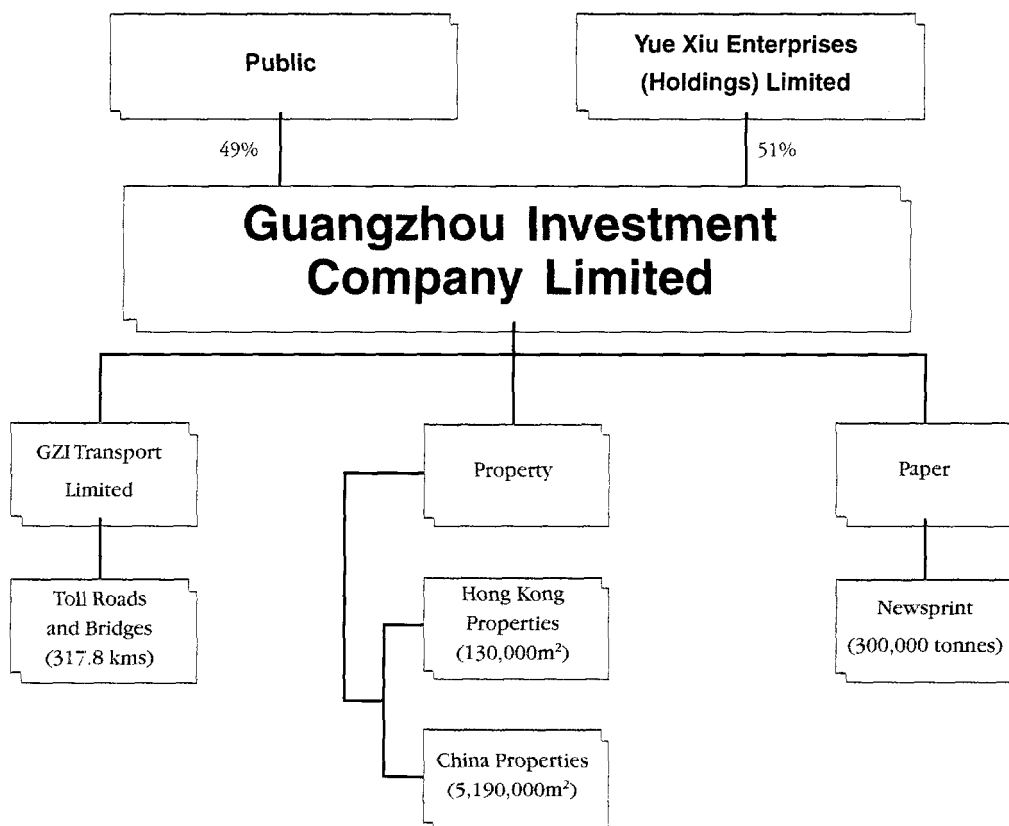 Public
Yue Xiu Enterprises
(Holdings) Limited
49%
51%
Guangzhou Investment
Company Limited
GZI Transport
Limited
Property
Paper
Toll Roads
and Bridges
(317.8 kms)
Hong Kong
Properties
(130,000m²)
Newsprint
(300,000 tonnes)
China Properties
(5,190,000m²)